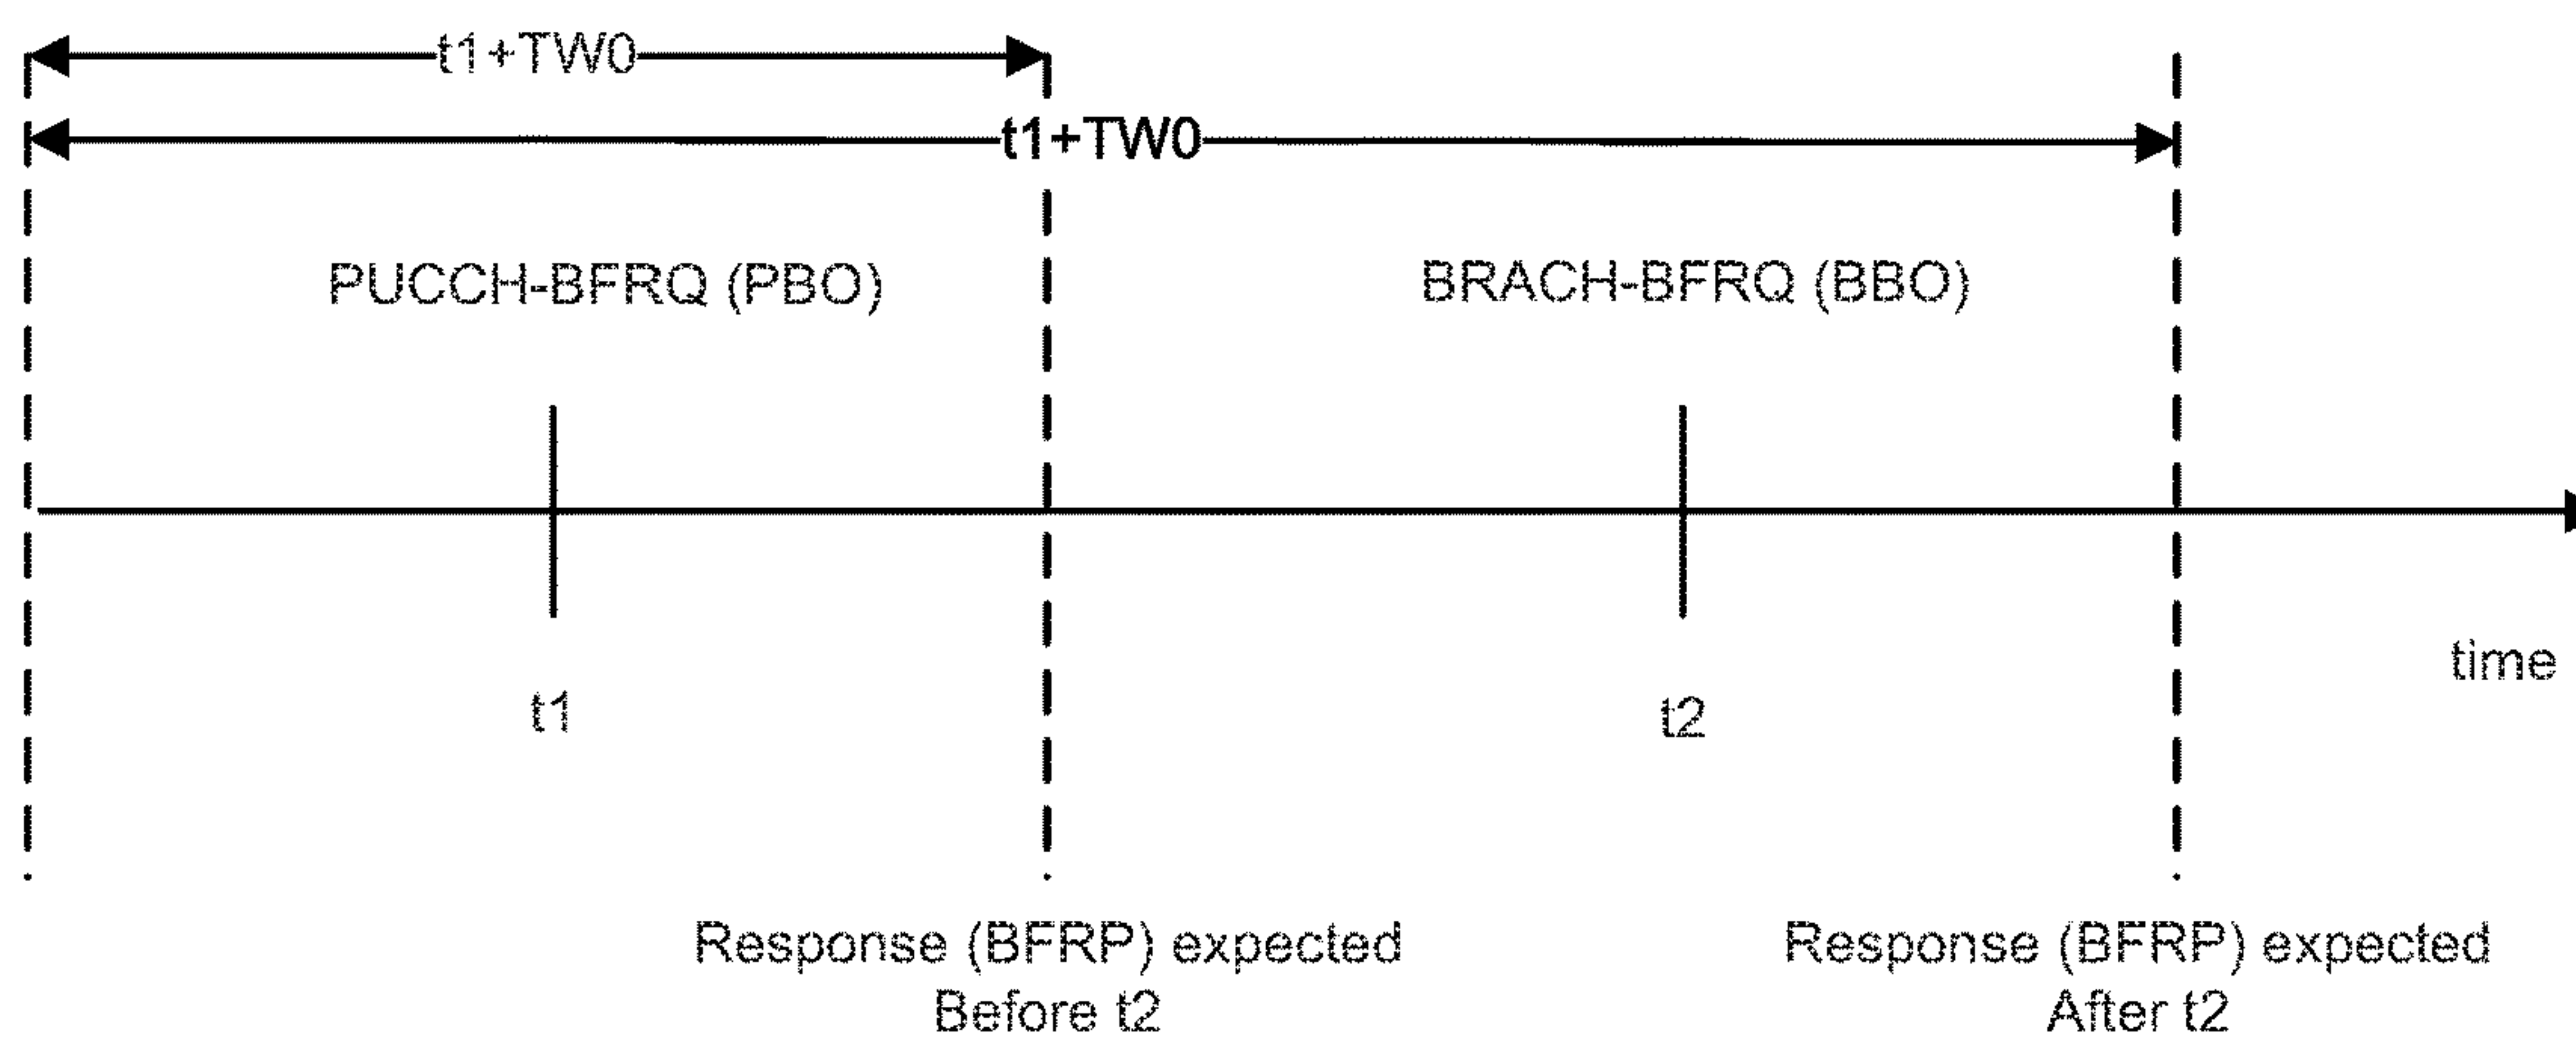 t1+TW0
t1+TW0
PUCCH-BFRQ (PBO)
BRACH-BFRQ (BBO)
time
t1
t2
Response (BFRP) expected
Before t2
Response (BFRP) expected
After t2